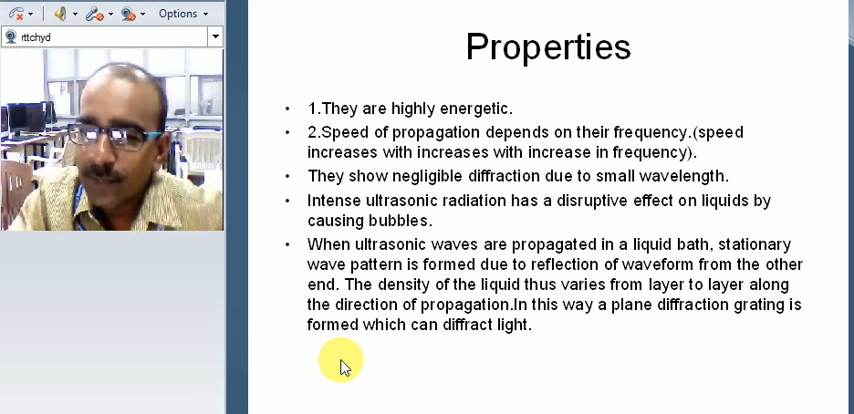 Options
rttchyd
Properties
• 1.They are highly energetic.
• 2.Speed of propagation depends on their frequency.(speed
increases with increases with increase in frequency).
• They show negligible diffraction due to small wavelength.
• Intense ultrasonic radiation has a disruptive effect on liquids by
causing bubbles.
• When ultrasonic waves are propagated in a liquid bath, stationary
wave pattern is formed due to reflection of waveform from the other
end. The density of the liquid thus varies from layer to layer along
the direction of propagation.In this way a plane diffraction grating is
formed which can diffract light.